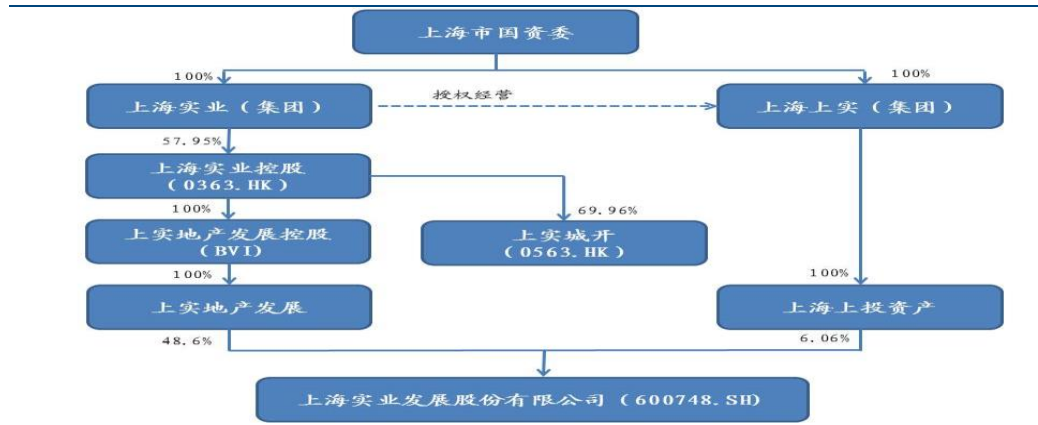 上海市国资委
100%
100%
上海实业（集团）
授权经营
上海上实（集团）
57.95%
上海实业控股
（0363.HK）
100%
69.96%
上实地产发展控股
（BVI）
上实城开
（0563.HK）
100%
100%
上实地产发展
上海上投资产
48.6%
6.06%
上海实业发展股份有限公司（600748.SH）